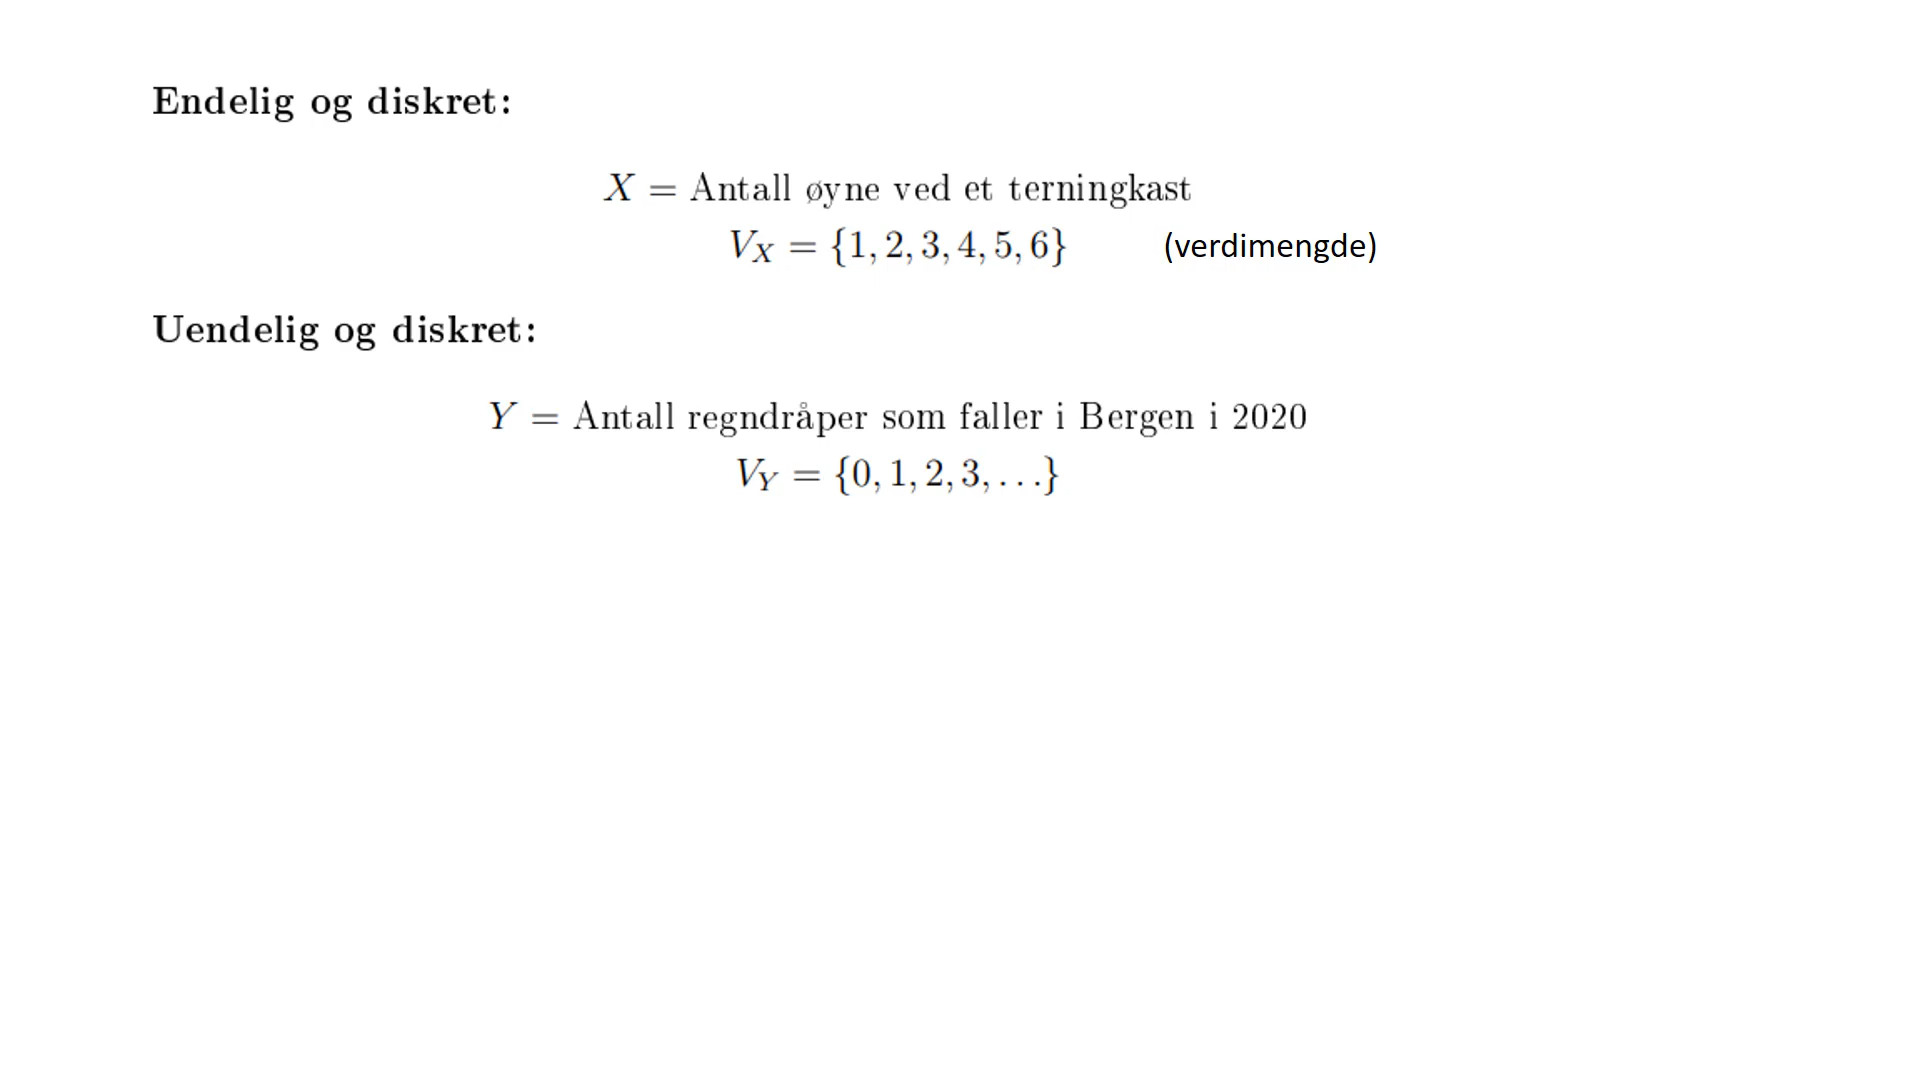 Endelig og diskret:
X = Antall øyne ved et terningkast
V_X = {1, 2, 3, 4, 5, 6} (verdimengde)
Uendelig og diskret:
Y = Antall regndråper som faller i Bergen i 2020
V_Y = {0, 1, 2, 3, . . .}